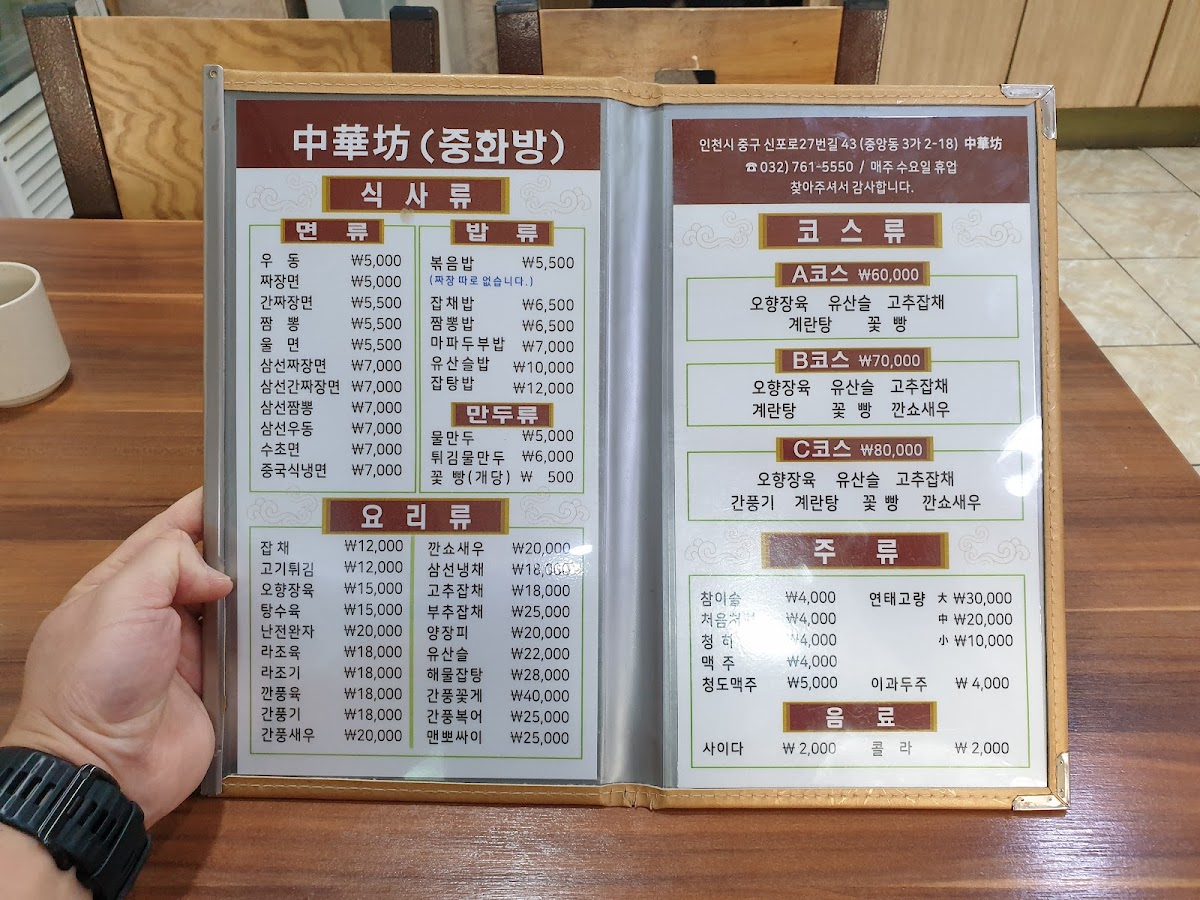 中華坊 (중화방)
식 사 류
면 류
우 동 ₩5,000
짜장면 ₩5,000
간짜장면 ₩5,500
짬 뽕 ₩5,500
울 면 ₩5,500
삼선짜장면 ₩7,000
삼선간짜장면 ₩7,000
삼선짬뽕 ₩7,000
삼선우동 ₩7,000
수초면 ₩7,000
중국식냉면 ₩7,000
밥 류
볶음밥 ₩5,500
(짜장 따로 없습니다.)
잡채밥 ₩6,500
짬뽕밥 ₩6,500
마파두부밥 ₩7,000
유산슬밥 ₩10,000
잡탕밥 ₩12,000
만두류
물만두 ₩5,000
튀김물만두 ₩6,000
꽃 빵(개당) ₩ 500
요 리 류
잡 채 ₩12,000
고기튀김 ₩12,000
오향장육 ₩15,000
탕수육 ₩15,000
난전완자 ₩20,000
라조육 ₩18,000
라조기 ₩18,000
깐풍육 ₩18,000
간풍기 ₩18,000
간풍새우 ₩20,000
깐쇼새우 ₩20,000
삼선냉채 ₩18,000
고추잡채 ₩18,000
부추잡채 ₩25,000
양장피 ₩20,000
유산슬 ₩22,000
해물잡탕 ₩28,000
간풍꽃게 ₩40,000
간풍복어 ₩25,000
맨뽀싸이 ₩25,000
인천시 중구 신포로27번길 43 (중앙동 3가 2-18) 中華坊
☎ 032) 761-5550 / 매주 수요일 휴업
찾아주셔서 감사합니다.
코 스 류
A코스 ₩60,000
오향장육 유산슬 고추잡채
계란탕 꽃 빵
B코스 ₩70,000
오향장육 유산슬 고추잡채
계란탕 꽃 빵 깐쇼새우
C코스 ₩80,000
오향장육 유산슬 고추잡채
간풍기 계란탕 꽃 빵 깐쇼새우
주 류
참이슬 ₩4,000 연태고량 大 ₩30,000
₩4,000 中 ₩20,000
청 하 ₩4,000 小 ₩10,000
맥 주 ₩4,000
청도맥주 ₩5,000 이과두주 ₩ 4,000
음 료
사이다 ₩ 2,000 콜 라 ₩ 2,000